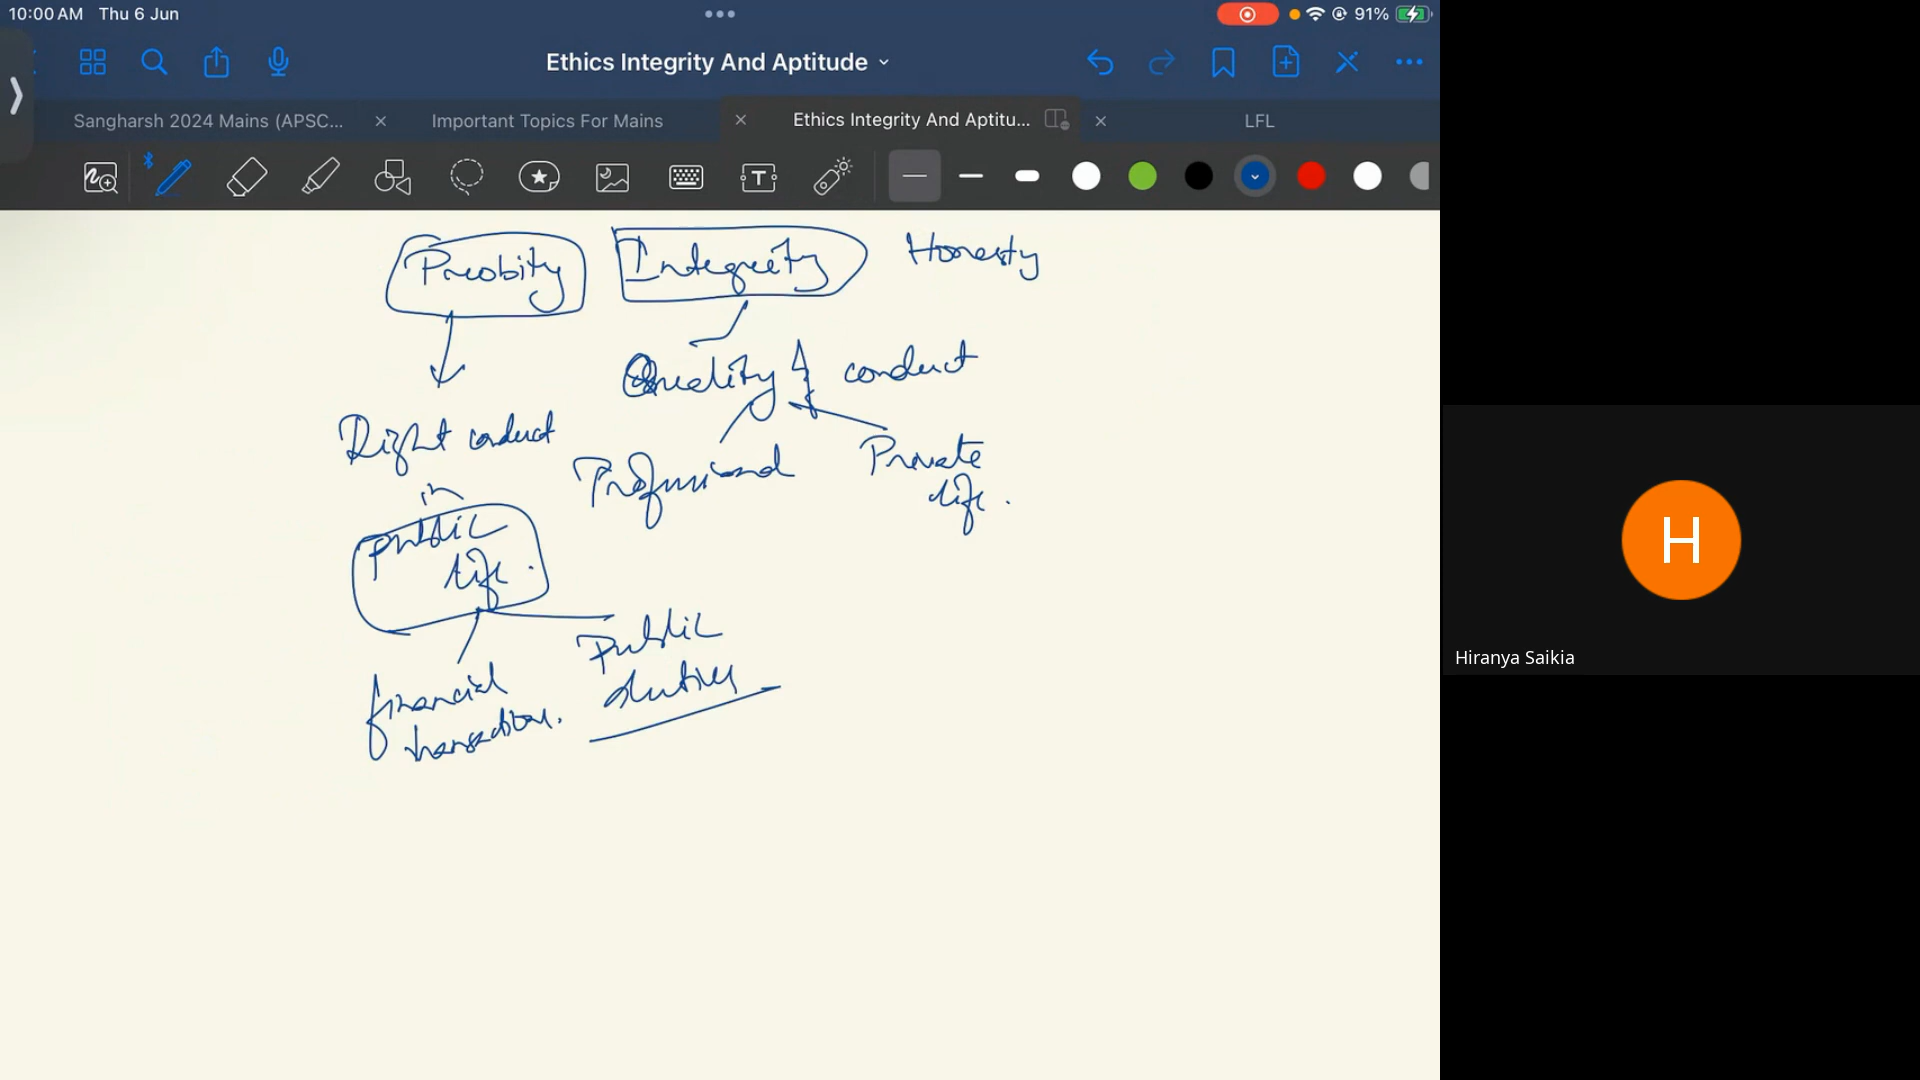 10:00 AM Thu 6 Jun
91%
Ethics Integrity And Aptitude
Sangharsh 2024 Mains (APSC...
Important Topics For Mains
Ethics Integrity And Aptitu...
LFL
T
Probity Integrity Honesty
Quality of conduct
Right conduct
in
public
life.
Professional
Private
life.
financial
transaction.
Public
duties
H
Hiranya Saikia